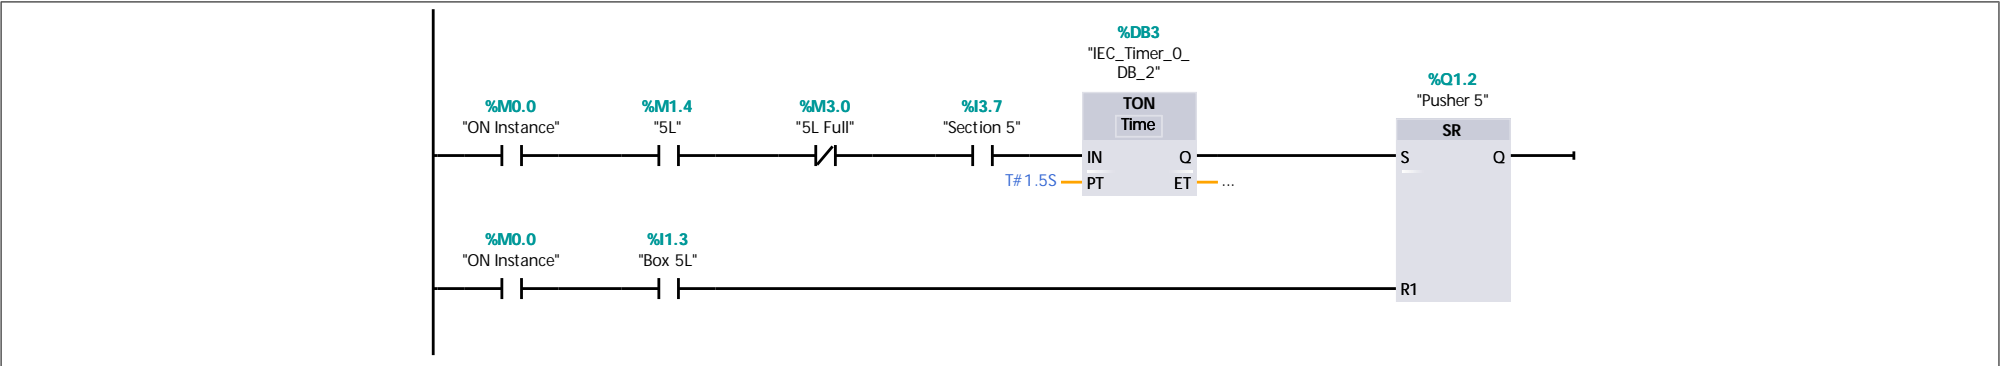 %DB3
"IEC_Timer_0_
DB_2"
%Q1.2
"Pusher 5"
%M0.0
"ON Instance"
%M1.4
"5L"
%M3.0
"5L Full"
%I3.7
"Section 5"
TON
Time
SR
IN Q
S Q
T#1.5S PT ET ...
%M0.0
"ON Instance"
%I1.3
"Box 5L"
R1